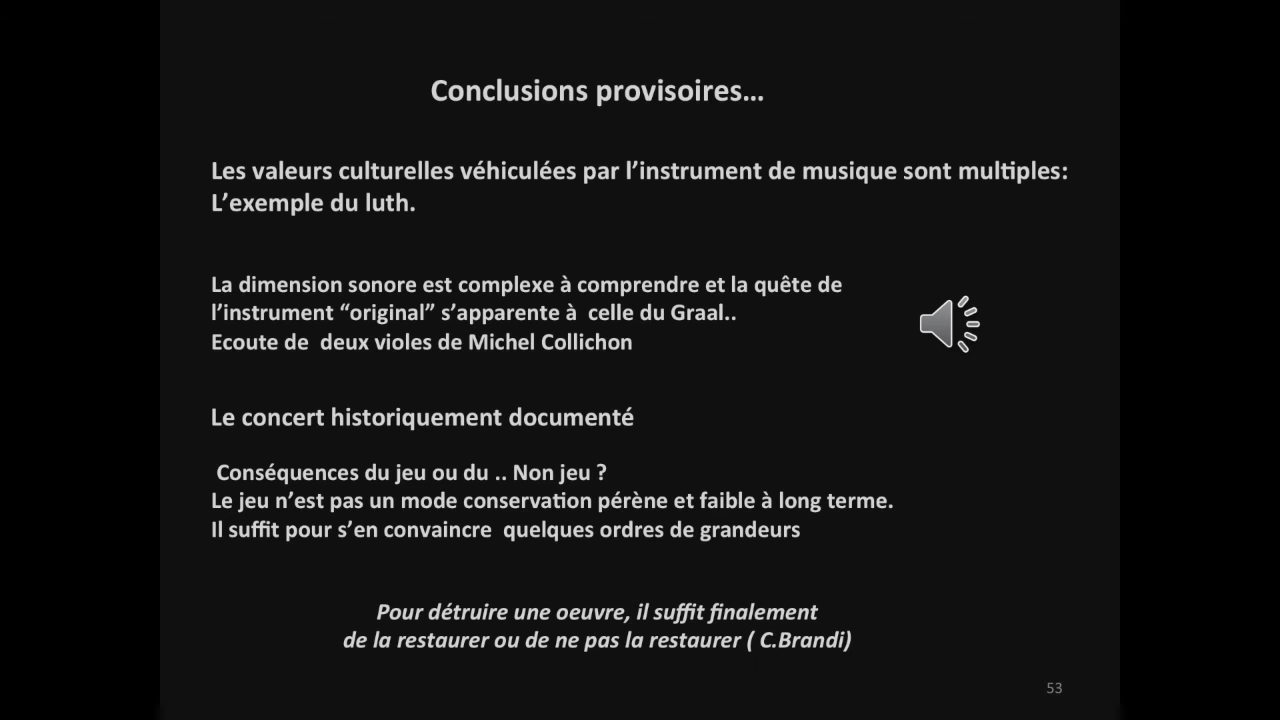 Conclusions provisoires…
Les valeurs culturelles véhiculées par l’instrument de musique sont multiples:
L’exemple du luth.
La dimension sonore est complexe à comprendre et la quête de
l’instrument “original” s’apparente à celle du Graal..
Ecoute de deux violes de Michel Collichon
Le concert historiquement documenté
Conséquences du jeu ou du .. Non jeu ?
Le jeu n’est pas un mode conservation pérène et faible à long terme.
Il suffit pour s’en convaincre quelques ordres de grandeurs
Pour détruire une oeuvre, il suffit finalement
de la restaurer ou de ne pas la restaurer ( C.Brandi)
53